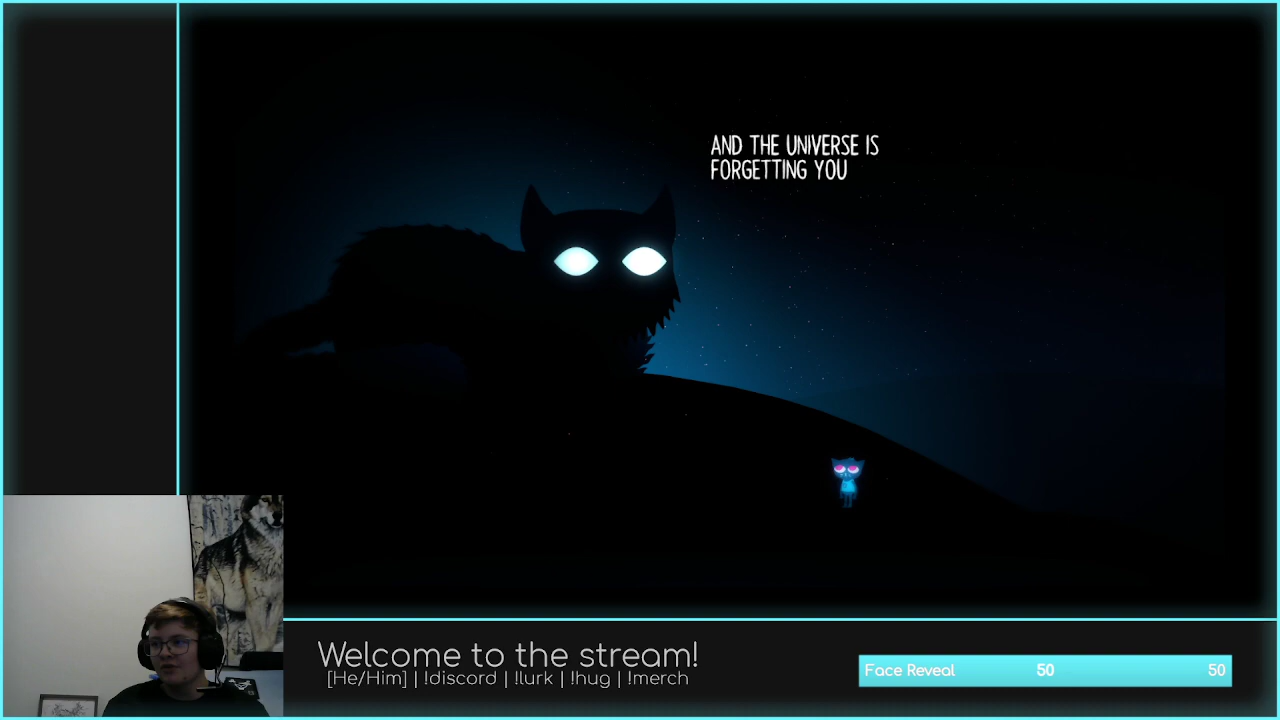 AND THE UNIVERSE IS
FORGETTING YOU
Welcome to the stream!
[He/Him] | !discord | !lurk | !hug | !merch
Face Reveal 50 50